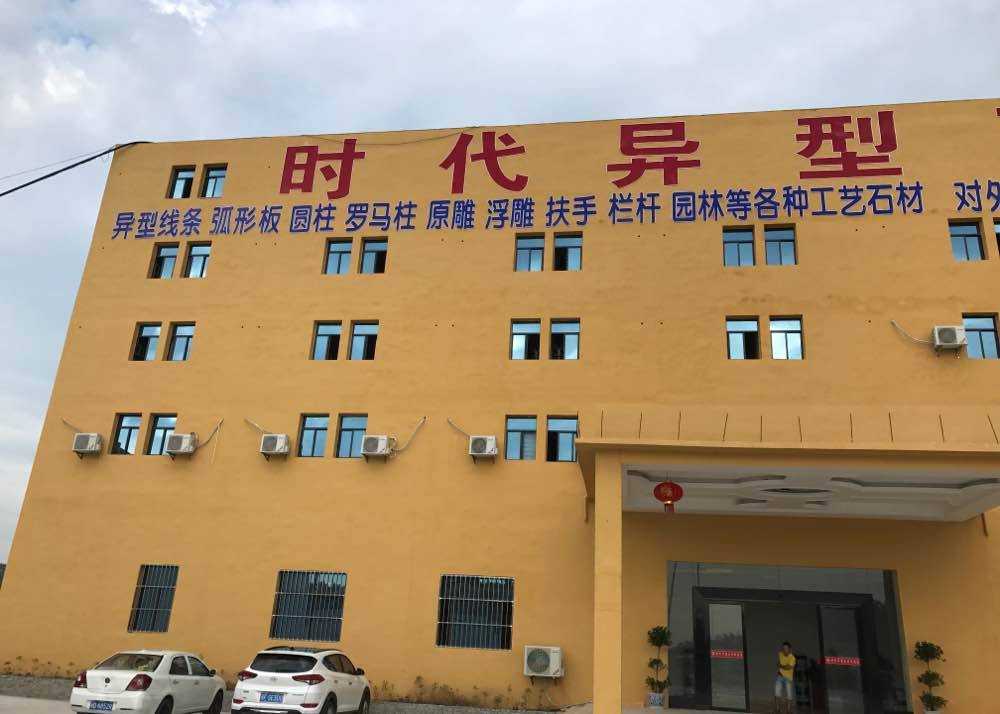 时代异型
异型线条 弧形板 圆柱 罗马柱 原雕 浮雕 扶手 栏杆 园林等各种工艺石材 对外